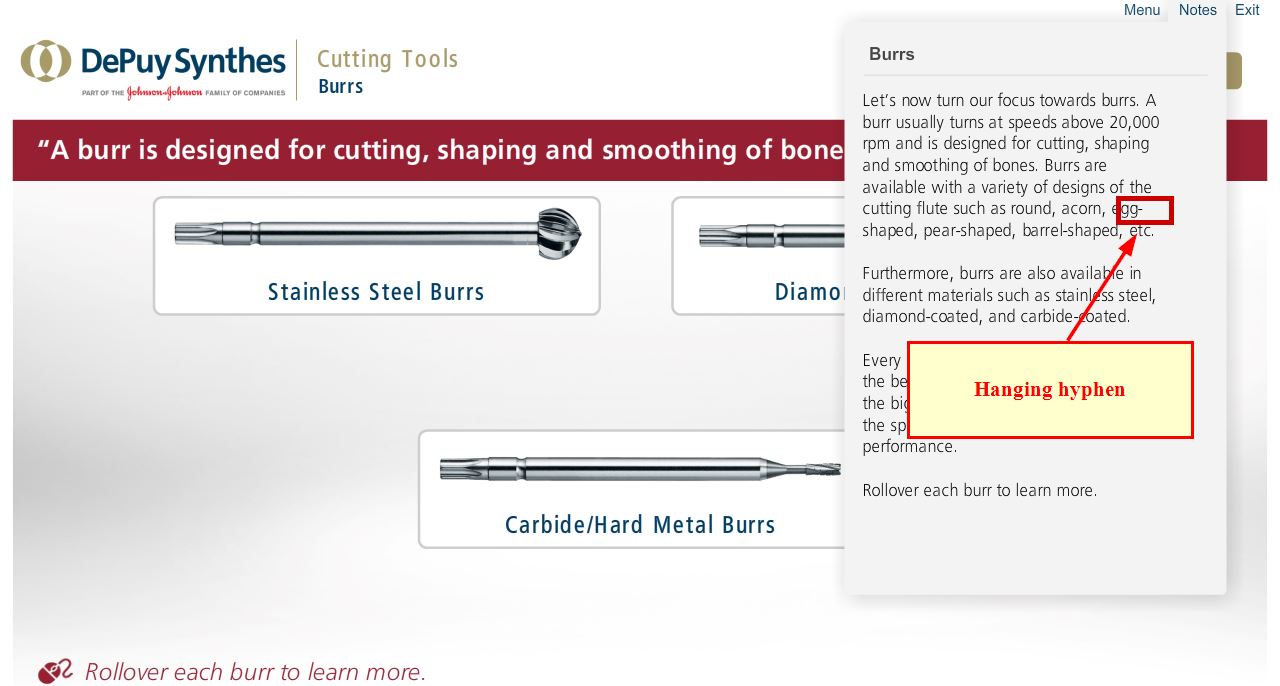 Menu Notes Exit
DePuy Synthes
PART OF THE Johnson & Johnson FAMILY OF COMPANIES
Cutting Tools
Burrs
“A burr is designed for cutting, shaping and smoothing of bone
Stainless Steel Burrs
Diamo
Carbide/Hard Metal Burrs
Rollover each burr to learn more.
Burrs
Let’s now turn our focus towards burrs. A
burr usually turns at speeds above 20,000
rpm and is designed for cutting, shaping
and smoothing of bones. Burrs are
available with a variety of designs of the
cutting flute such as round, acorn, egg-
shaped, pear-shaped, barrel-shaped, etc.
Furthermore, burrs are also available in
different materials such as stainless steel,
diamond-coated, and carbide-coated.
Every
the be
the big
the sp
performance.
Rollover each burr to learn more.
Hanging hyphen